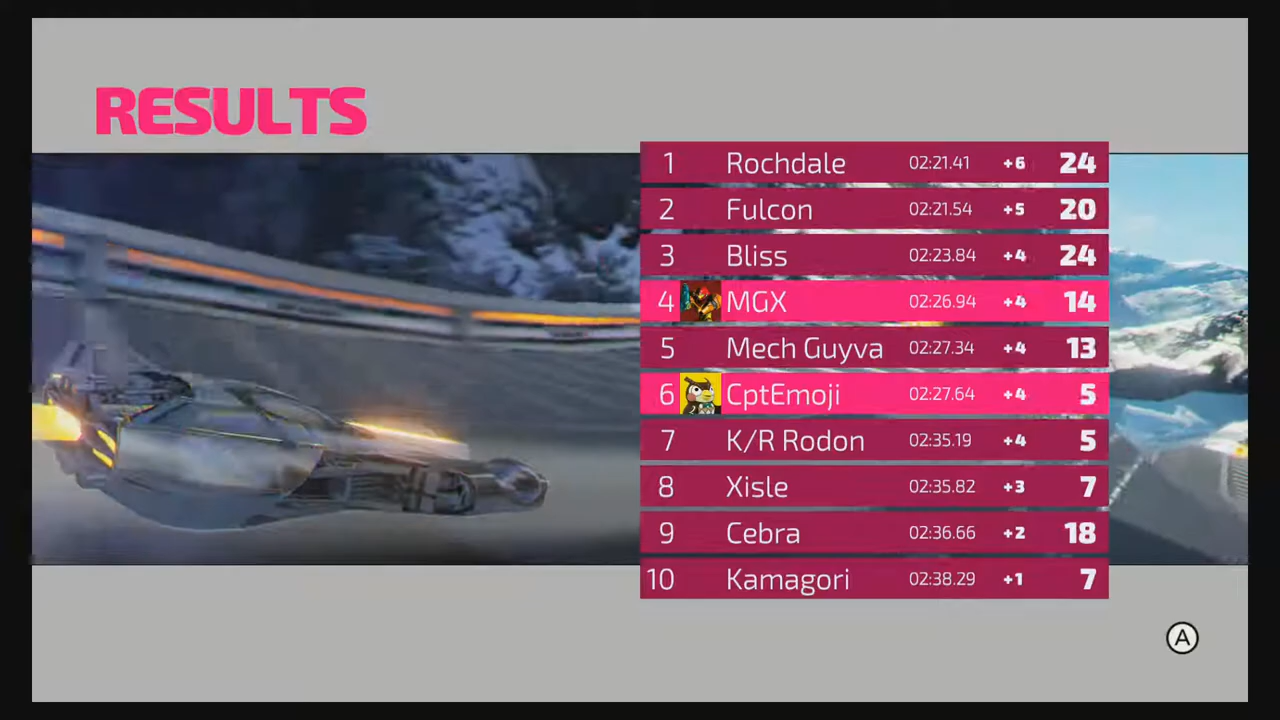 RESULTS
1 Rochdale 02:21.41 +6 24
2 Fulcon 02:21.54 +5 20
3 Bliss 02:23.84 +4 24
4 MGX 02:26.94 +4 14
5 Mech Guyva 02:27.34 +4 13
6 CptEmoji 02:27.64 +4 5
7 K/R Rodon 02:35.19 +4 5
8 Xisle 02:35.82 +3 7
9 Cebra 02:36.66 +2 18
10 Kamagori 02:38.29 +1 7
A